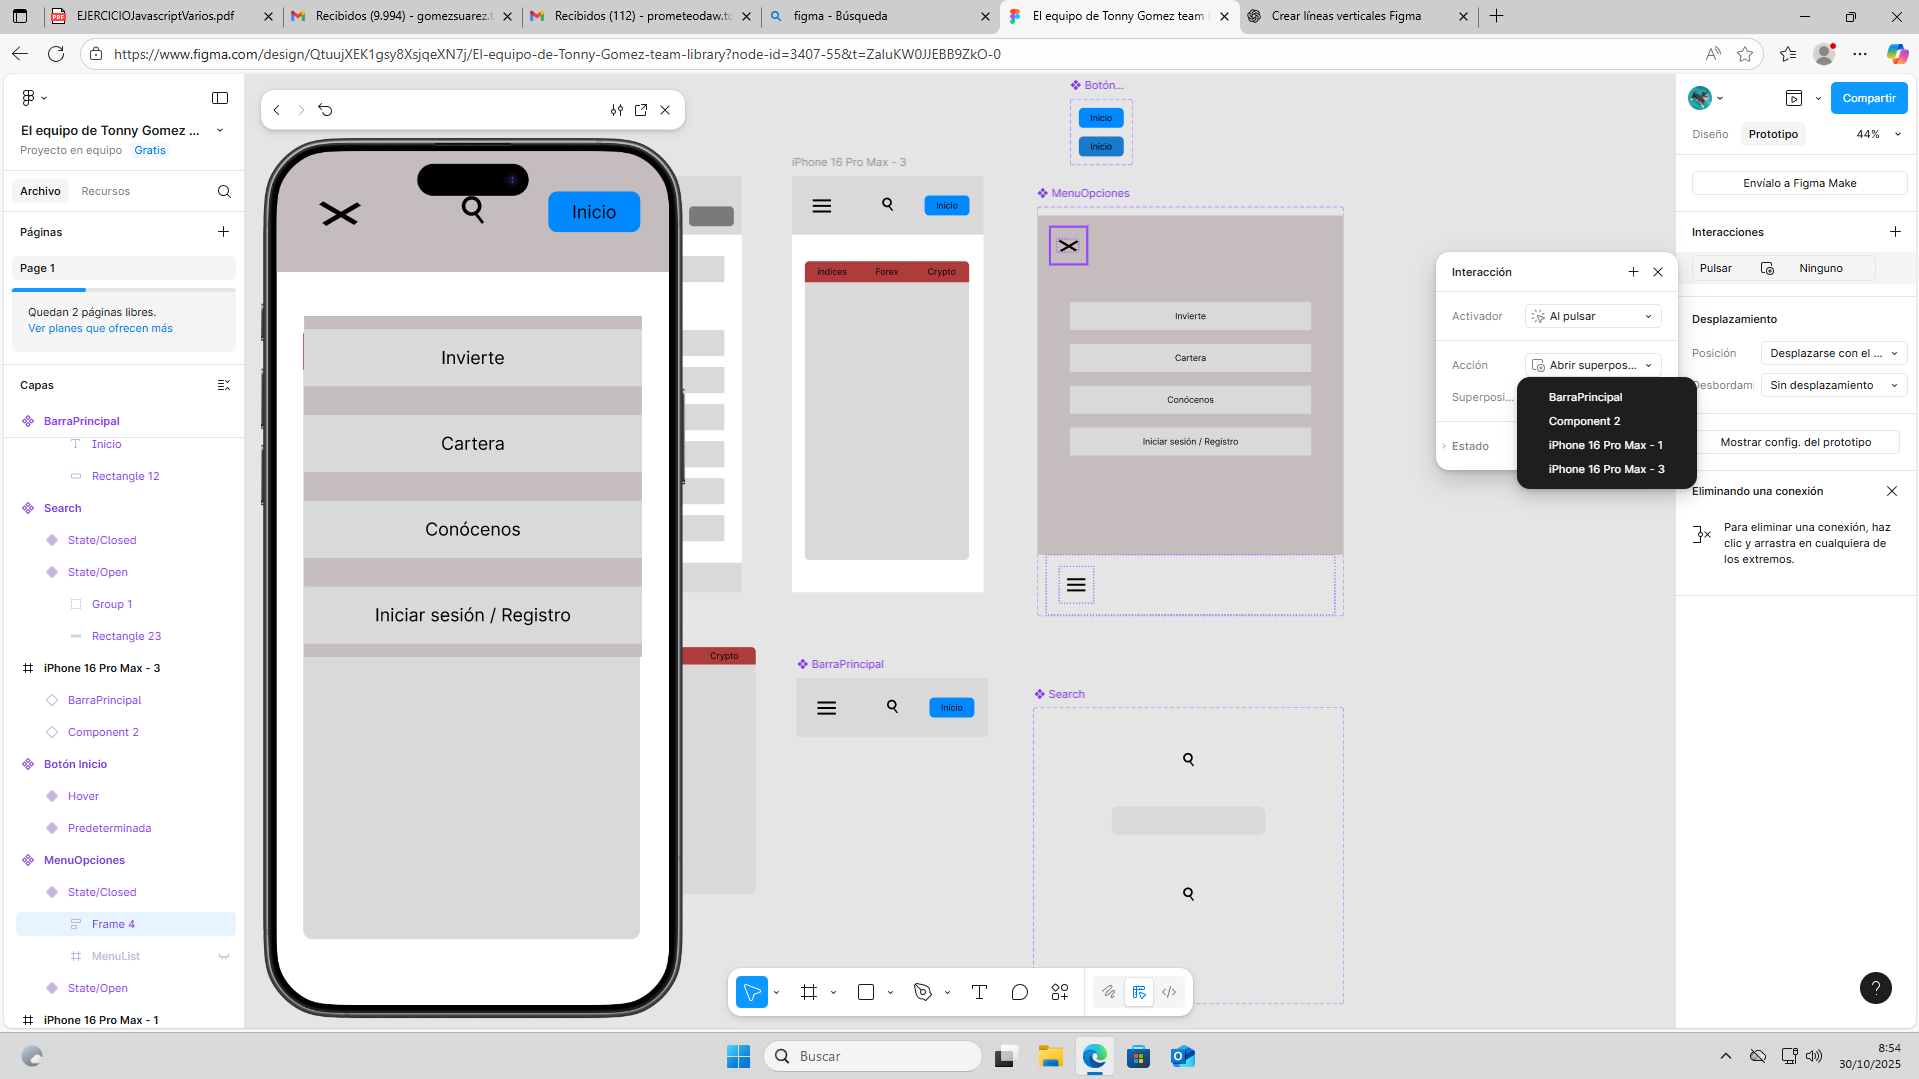 EJERCICIOJavascriptVarios.pdf
Recibidos (9.994) - gomezsuarez.t
Recibidos (112) - prometeodaw.tc
figma - Búsqueda
El equipo de Tonny Gomez team l
Crear líneas verticales Figma
https://www.figma.com/design/QtuujXEK1gsy8XsjqeXN7j/El-equipo-de-Tonny-Gomez-team-library?node-id=3407-55&t=ZaluKW0JJEBB9ZkO-0
El equipo de Tonny Gomez ...
Proyecto en equipo Gratis
Archivo Recursos
Páginas
Page 1
Quedan 2 páginas libres.
Ver planes que ofrecen más
Capas
BarraPrincipal
Inicio
Rectangle 12
Search
State/Closed
State/Open
Group 1
Rectangle 23
iPhone 16 Pro Max - 3
BarraPrincipal
Component 2
Botón Inicio
Hover
Predeterminada
MenuOpciones
State/Closed
Frame 4
MenuList
State/Open
iPhone 16 Pro Max - 1
Inicio
Invierte
Cartera
Conócenos
Iniciar sesión / Registro
Crypto
iPhone 16 Pro Max - 3
Inicio
Índices Forex Crypto
BarraPrincipal
Inicio
Botón...
Inicio
Inicio
MenuOpciones
Invierte
Cartera
Conócenos
Iniciar sesión / Registro
Search
Interacción
Activador Al pulsar
Acción Abrir superpos...
Superposi...
Estado
BarraPrincipal
Component 2
iPhone 16 Pro Max - 1
iPhone 16 Pro Max - 3
Compartir
Diseño Prototipo 44%
Envíalo a Figma Make
Interacciones
Pulsar Ninguno
Desplazamiento
Posición Desplazarse con el ...
Desbordami Sin desplazamiento
Mostrar config. del prototipo
Eliminando una conexión
Para eliminar una conexión, haz
clic y arrastra en cualquiera de
los extremos.
?
Buscar
8:54
30/10/2025